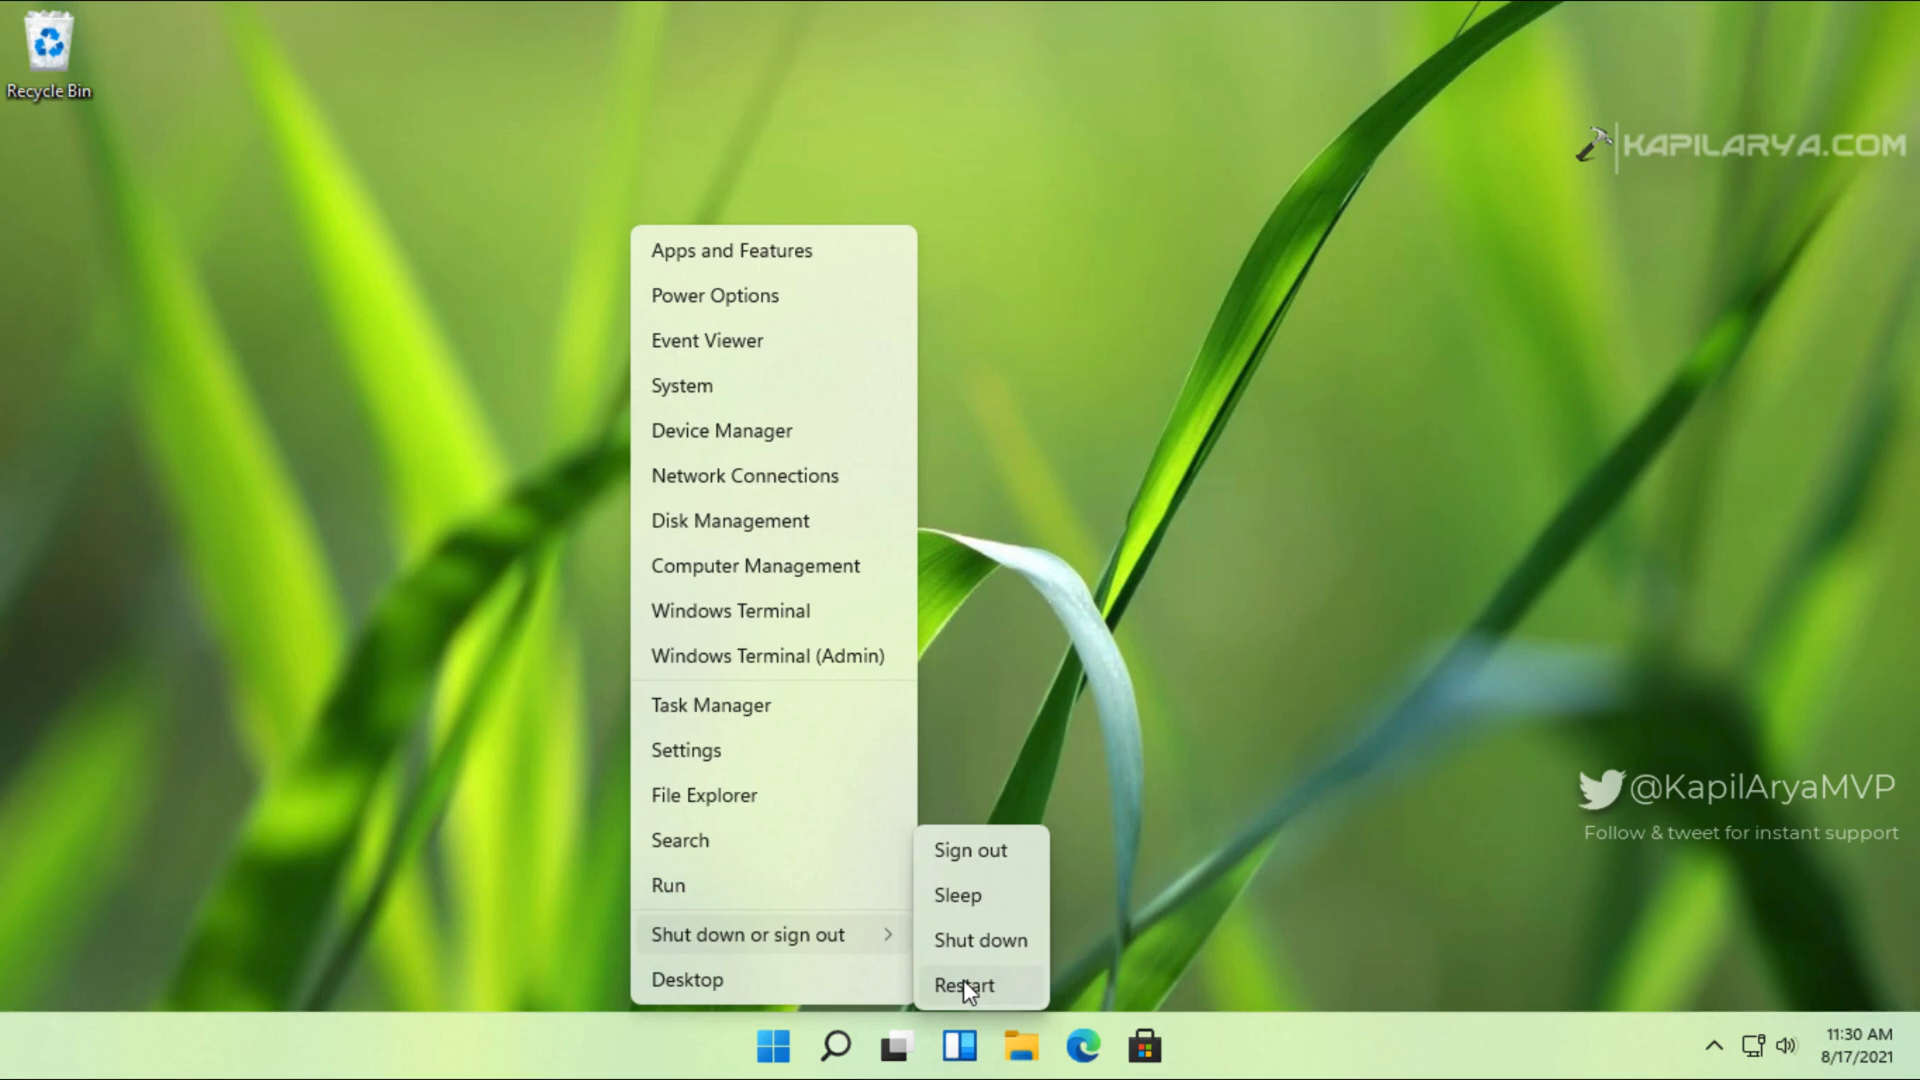 Recycle Bin
KAPILARYA.COM
Apps and Features
Power Options
Event Viewer
System
Device Manager
Network Connections
Disk Management
Computer Management
Windows Terminal
Windows Terminal (Admin)
Task Manager
Settings
File Explorer
Search
Run
Shut down or sign out
Desktop
Sign out
Sleep
Shut down
Restart
@KapilAryaMVP
Follow & tweet for instant support
11:30 AM
8/17/2021